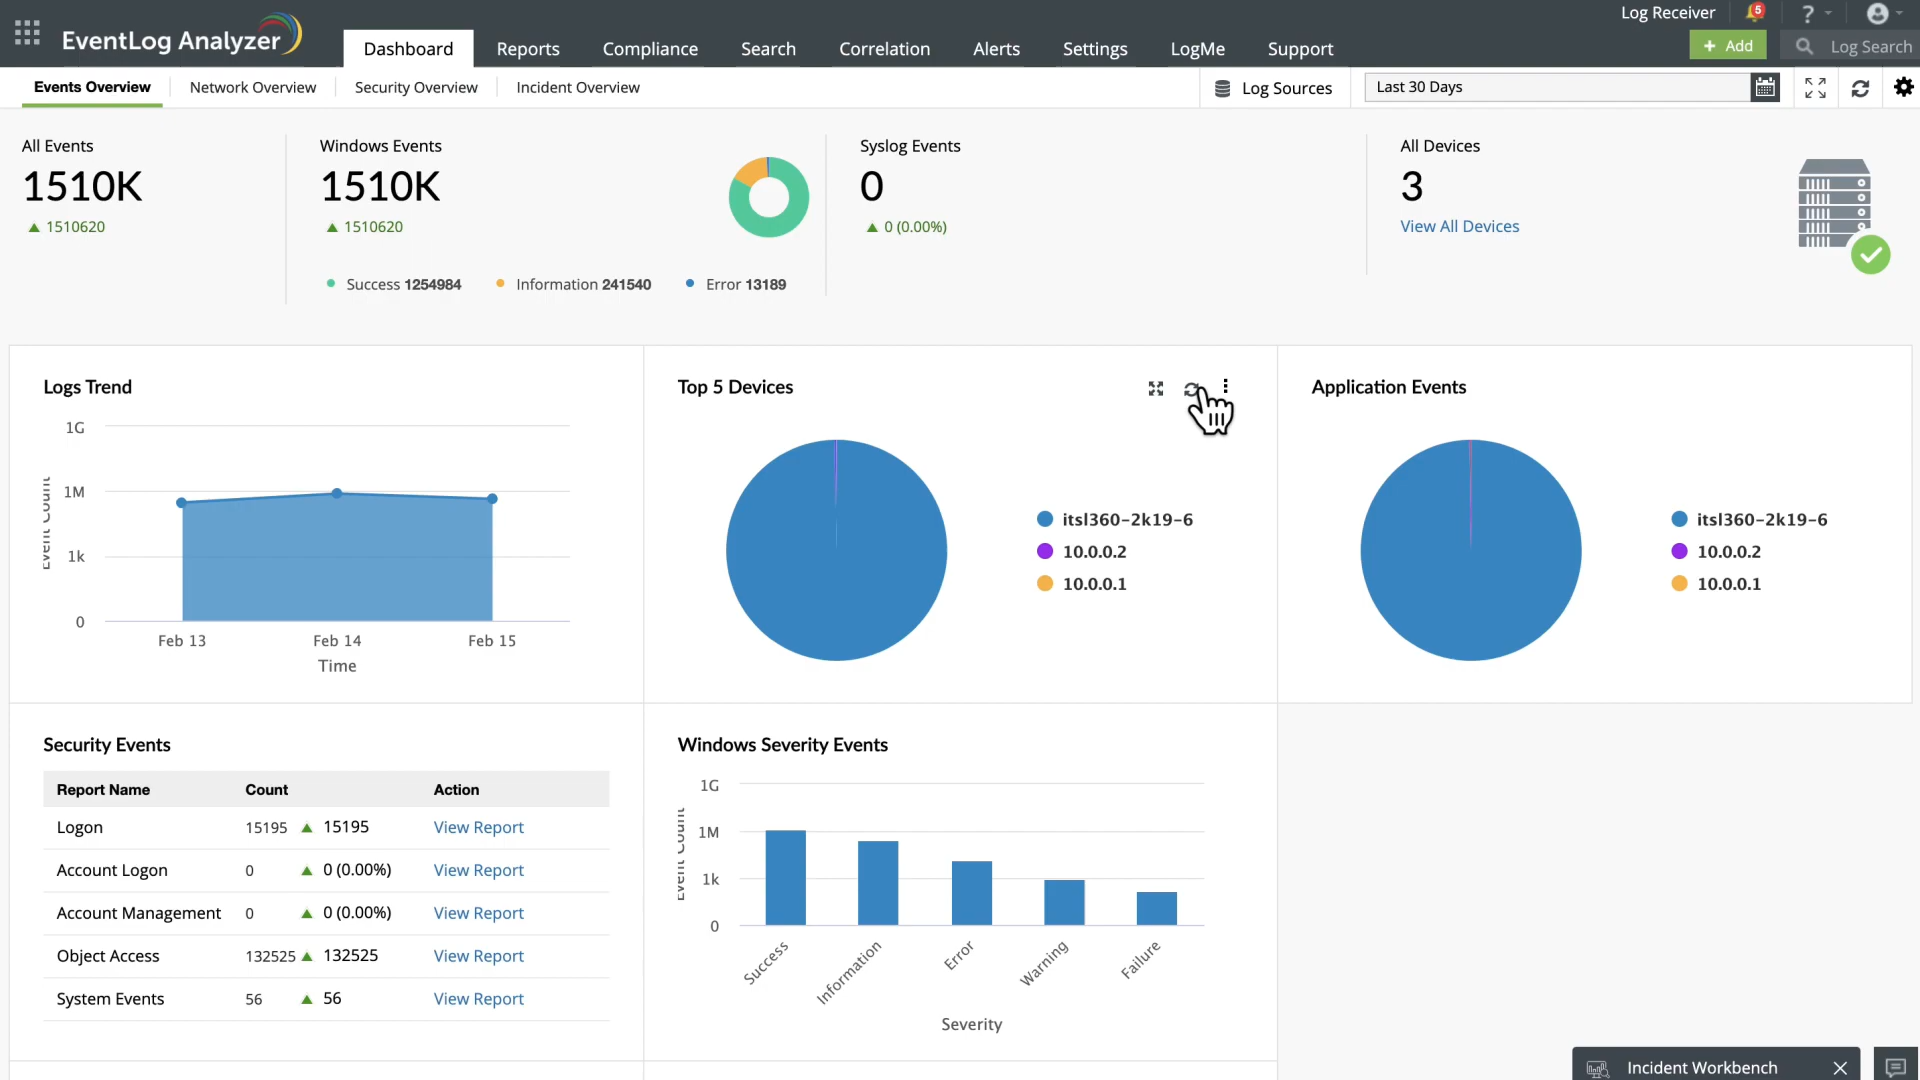 Log Receiver
5
?
EventLog Analyzer
Dashboard
Reports
Compliance
Search
Correlation
Alerts
Settings
LogMe
Support
+ Add
Log Search
Events Overview
Network Overview
Security Overview
Incident Overview
Log Sources
Last 30 Days
All Events
1510K
1510620
Windows Events
1510K
1510620
Success 1254984
Information 241540
Error 13189
Syslog Events
0
0 (0.00%)
All Devices
3
View All Devices
Logs Trend
1G
1M
1k
0
Event Count
Feb 13
Feb 14
Feb 15
Time
Top 5 Devices
itsl360-2k19-6
10.0.0.2
10.0.0.1
Application Events
itsl360-2k19-6
10.0.0.2
10.0.0.1
Security Events
Report Name Count Action
Logon 15195 15195 View Report
Account Logon 0 0 (0.00%) View Report
Account Management 0 0 (0.00%) View Report
Object Access 132525 132525 View Report
System Events 56 56 View Report
Windows Severity Events
1G
1M
1k
0
Event Count
Success
Information
Error
Warning
Failure
Severity
Incident Workbench